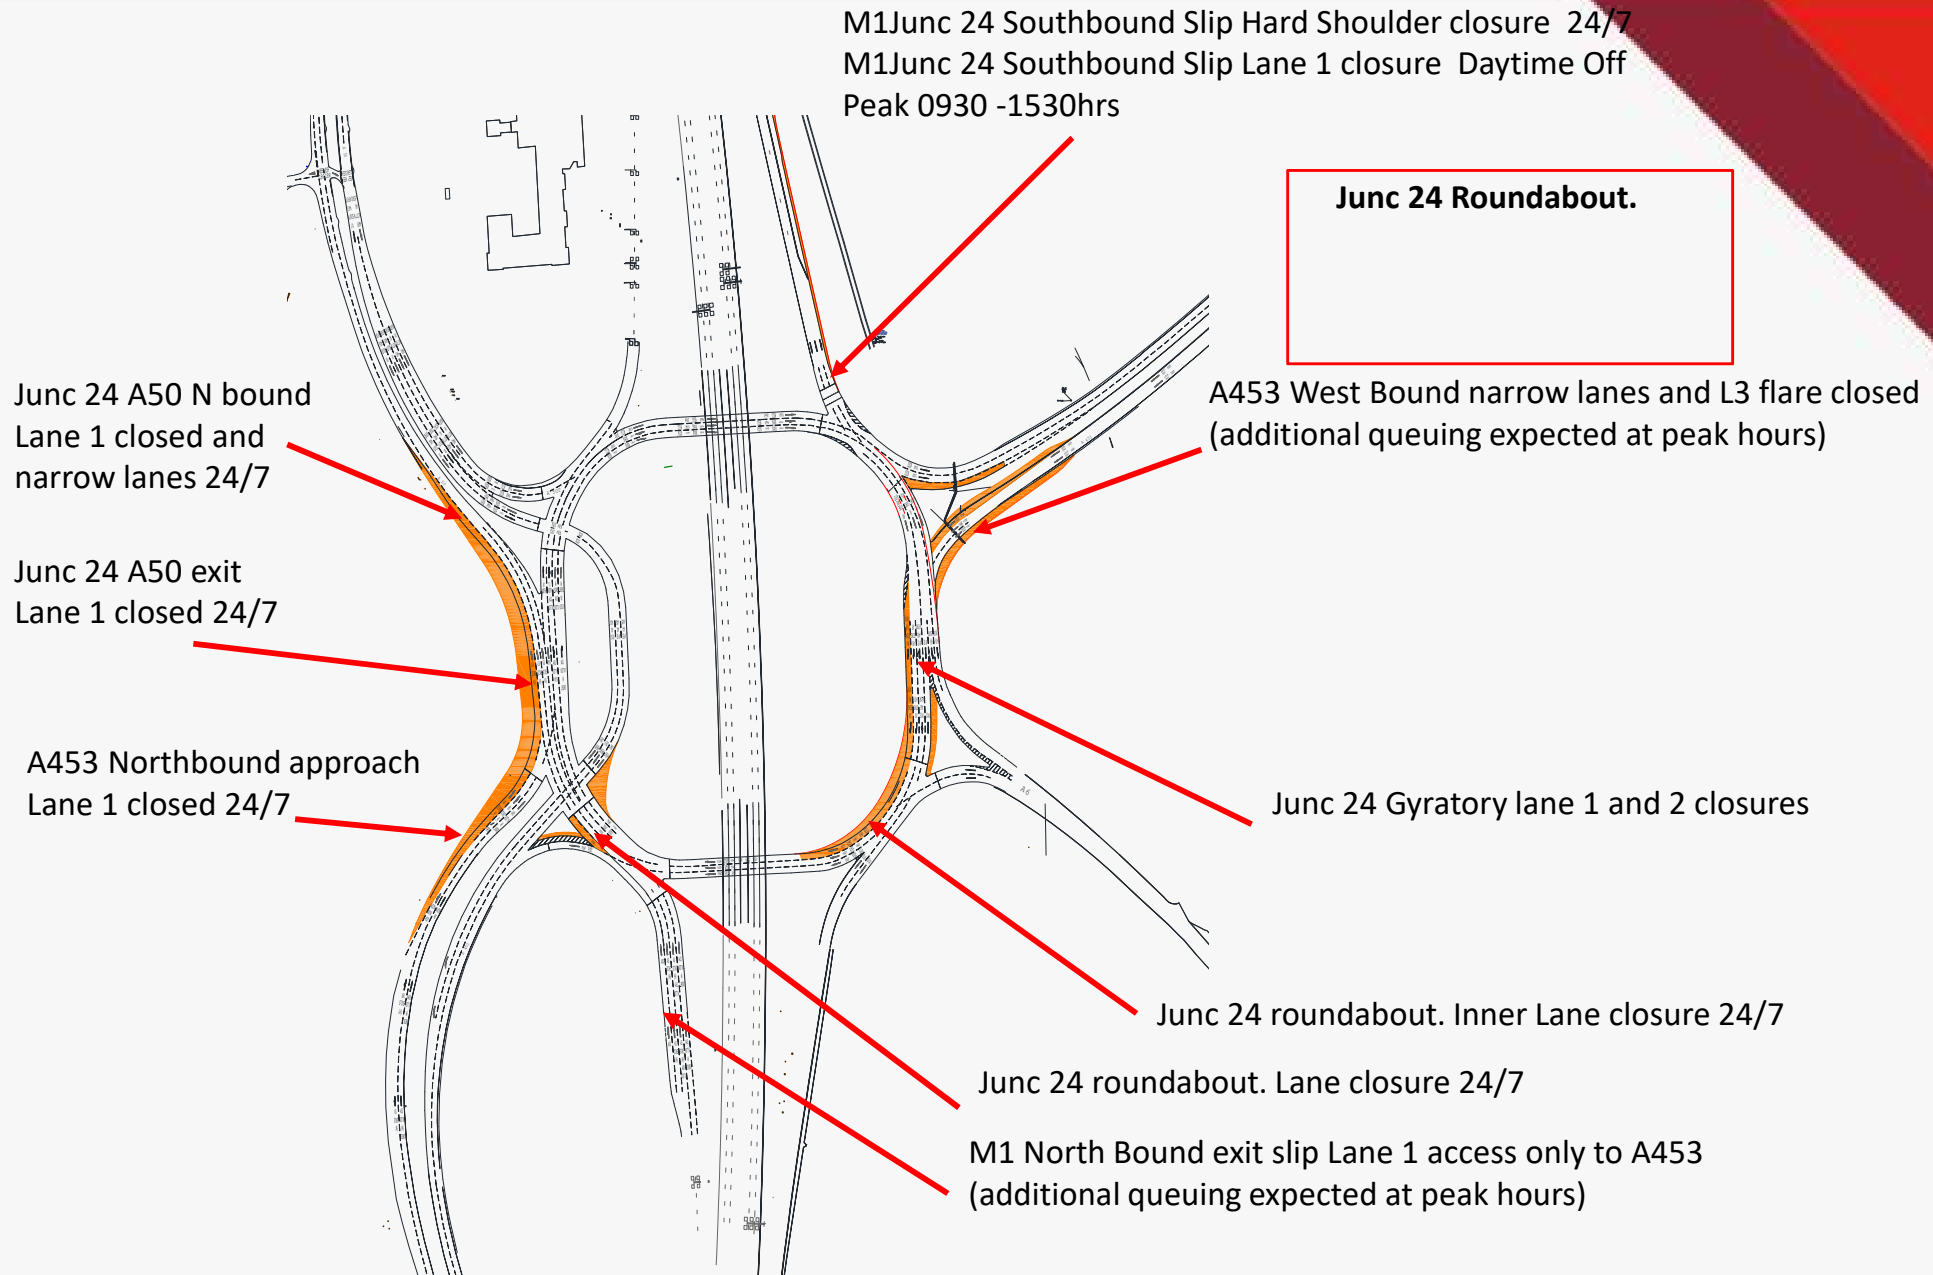 M1Junc 24 Southbound Slip Hard Shoulder closure  24/7
M1Junc 24 Southbound Slip Lane 1 closure  Daytime Off
Peak 0930 -1530hrs
Junc 24 Roundabout.
Junc 24 A50 N bound
Lane 1 closed and
narrow lanes 24/7
A453 West Bound narrow lanes and L3 flare closed
(additional queuing expected at peak hours)
Junc 24 A50 exit
Lane 1 closed 24/7
A453 Northbound approach
Lane 1 closed 24/7
A6
Junc 24 Gyratory lane 1 and 2 closures
Junc 24 roundabout. Inner Lane closure 24/7
Junc 24 roundabout. Lane closure 24/7
M1 North Bound exit slip Lane 1 access only to A453
(additional queuing expected at peak hours)